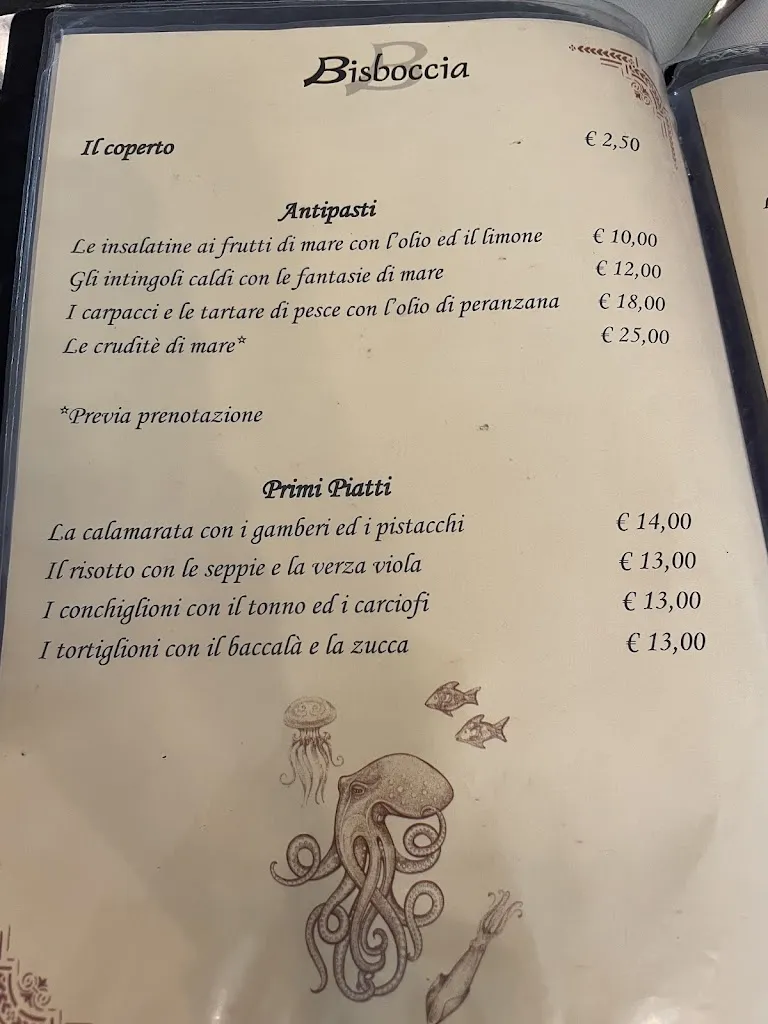 Bisboccia
Il coperto € 2,50
Antipasti
Le insalatine ai frutti di mare con l'olio ed il limone € 10,00
Gli intingoli caldi con le fantasie di mare € 12,00
I carpacci e le tartare di pesce con l'olio di peranzana € 18,00
Le cruditè di mare* € 25,00
*Previa prenotazione
Primi Piatti
La calamarata con i gamberi ed i pistacchi € 14,00
Il risotto con le seppie e la verza viola € 13,00
I conchiglioni con il tonno ed i carciofi € 13,00
I tortiglioni con il baccalà e la zucca € 13,00